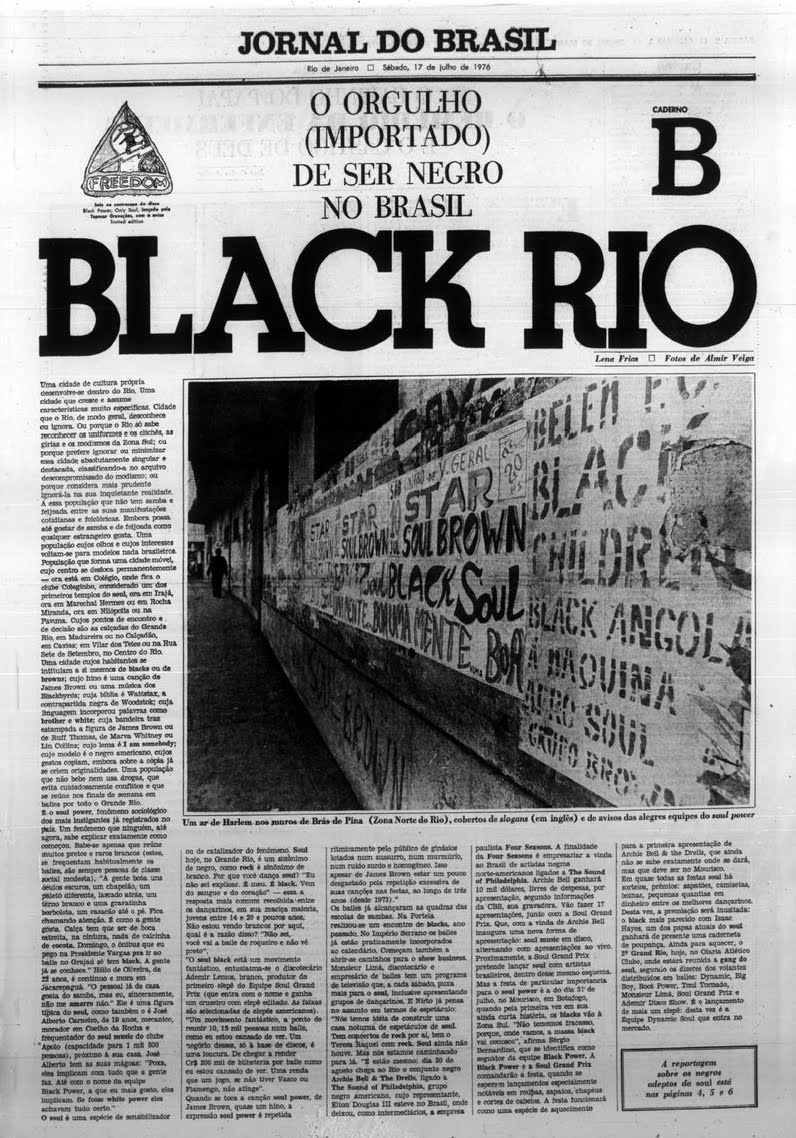 JORNAL DO BRASIL
Rio de Janeiro □ Sábado, 17 de julho de 1976
O ORGULHO
(IMPORTADO)
DE SER NEGRO
NO BRASIL
CADERNO
B
FREEDOM
Selo na contracapa do disco
Black Power, Only Soul, lançado pela
Tapecar Gravações, com o aviso
limited edition
BLACK RIO
Lena Frias □ Fotos de Almir Veiga
Uma cidade de cultura própria
desenvolve-se dentro do Rio. Uma
cidade que cresce e assume
características muito específicas. Cidade
que o Rio, de modo geral, desconhece
ou ignora. Ou porque o Rio só sabe
reconhecer os uniformes e os clichês, as
gírias e os modismos da Zona Sul; ou
porque prefere ignorar ou minimizar
essa cidade absolutamente singular e
destacada, classificando-a no arquivo
descompromissado do modismo; ou
porque considera mais prudente
ignorá-la na sua inquietante realidade.
A essa população que não tem samba e
feijoada entre as suas manifestações
cotidianas e folclóricas. Embora possa
até gostar de samba e de feijoada como
qualquer estrangeiro gosta. Uma
população cujos olhos e cujos interesses
voltam-se para modelos nada brasileiros.
População que forma uma cidade móvel,
cujo centro se desloca permanentemente
— ora está em Colégio, onde fica o
clube Coleginho, considerado um dos
primeiros templos do soul, ora em Irajá,
ora em Marechal Hermes ou em Rocha
Miranda, ora em Nilópolis ou na
Pavuna. Cujos pontos de encontro e
de decisão são as calçadas do Grande
Rio, em Madureira ou no Calçadão,
em Caxias; em Vilar dos Teles ou na Rua
Sete de Setembro, no Centro do Rio.
Uma cidade cujos habitantes se
intitulam a si mesmos de blacks ou de
browns; cujo hino é uma canção de
James Brown ou uma música dos
Blackbyrds; cuja bíblia é Wattstax, a
contrapartida negra de Woodstok; cuja
linguagem incorporou palavras como
brother e white; cuja bandeira traz
estampada a figura de James Brown ou
de Ruff Thomas, de Marva Whitney ou
Lin Collins; cujo lema é I am somebody;
cujo modelo é o negro americano, cujos
gestos copiam, embora sobre a cópia já
se criem originalidades. Uma população
que não bebe nem usa drogas, que
evita cuidadosamente conflitos e que
se reúne nos finais de semana em
bailes por todo o Grande Rio.
É o soul power, fenômeno sociológico
dos mais instigantes já registrados no
país. Um fenômeno que ninguém, até
agora, sabe explicar exatamente como
começou. Sabe-se apenas que reúne
muitos pretos e raros brancos (estes,
se frequentam habitualmente os
bailes, são sempre pessoas de classe
social modesta). "A gente bota uns
óculos escuros, um chapelão, um
paletó diferente, lascado atrás, um
terno branco e uma gravatinha
borboleta, um casacão até o pé. Fica
chamando atenção. É como a gente
gosta. Calça tem que ser de boca
estreita, na cintura, nada de calcinha
de cocota. Domingo, o ônibus que eu
pego na Presidente Vargas pra ir ao
baile no Grajaú só tem black. A gente
já se conhece." Hélio de Oliveira, de
22 anos, é contínuo e mora em
Jacarepaguá. "O pessoal lá de casa
gosta do samba, mas eu, sinceramente,
não me amarro não." Ele é uma figura
típica do soul, como também o é José
Alberto Carneiro, de 19 anos, mecânico,
morador em Coelho da Rocha e
frequentador do soul music do clube
Apolo (capacidade para 1 mil 500
pessoas), próximo à sua casa. José
Alberto tem as suas mágoas: "Poxa,
eles implicam com tudo que a gente
faz. Até com o nome da equipe
Black Power, a que eu mais gosto, eles
implicam. Se fosse white power eles
achavam tudo certo."
O soul é uma espécie de sensibilizador
BELEM F.C.
BLACK
CHILDREN
BLACK ANGOLA
A MAQUINA
AFRO SOUL
GRUPO BROWN
V. GERAL
STAR
SOUL BROWN
BLACK Soul
UMA MENTE.. BOA
STAR
SOUL BROWN
STAR
Um ar de Harlem nos muros de Brás de Pina (Zona Norte do Rio), cobertos de slogans (em inglês) e de avisos das alegres equipes do soul power
ou de catalizador do fenômeno. Soul
hoje, no Grande Rio, é um sinônimo
de negro, como rock é sinônimo de
branco. Por que você dança soul? "Eu
não sei explicar. É meu. É black. Vem
do sangue e do coração" — essa a
resposta mais comum recolhida entre
os dançarinos, em sua maciça maioria,
jovens entre 14 e 20 e poucos anos.
Não estou vendo brancos por aqui,
qual é a razão disso? "Não sei,
você vai a baile de roqueiro e não vê
preto".
"O soul black é um movimento
fantástico, entusiasma-se o discotecário
Ademir Lemos, branco, produtor do
primeiro elepê do Equipe Soul Grand
Prix (que entra com o nome e ganha
um cruzeiro com elepê editado. As faixas
são selecionadas de elepês americanos).
"Um movimento fantástico, a ponto de
reunir 10, 15 mil pessoas num baile,
como eu estou cansado de ver. Um
negócio desses, só à base de discos, é
uma loucura. De chegar a render
Cr$ 200 mil de bilheteria por baile como
eu estou cansado de ver. Uma renda
que um jogo, se não tiver Vasco ou
Flamengo, não atinge".
Quando se toca a canção soul power, de
James Brown, quase um hino, a
expressão soul power é repetida
ritmicamente pelo público de ginásios
lotados num sussurro, num murmúrio,
num ruído surdo e homogêneo. Isso
apesar de James Brown estar um pouco
desgastado pela repetição excessiva de
suas canções nas festas, ao longo de três
anos (desde 1973)."
Os bailes já alcançaram as quadras das
escolas de samba. Na Portela
realizou-se um encontro de blacks, ano
passado. No Império Serrano os bailes
já estão praticamente incorporados
ao calendário. Começam também a
abrir-se caminhos para o show business.
Monsieur Limá, discotecário e
empresário de bailes tem um programa
de televisão que, a cada sábado, puxa
mais para o soul, inclusive apresentando
grupos de dançarinos. E Nirto já pensa
no assunto em termos de espetáculo:
"Nós temos idéia de construir uma
casa noturna de espetáculos de soul.
Tem concertos de rock por aí, tem o
Teresa Raquel com rock. Soul ainda não
houve. Mas nós estamos caminhando
para lá. "E então mesmo: dia 20 de
agosto chega ao Rio o conjunto negro
Archie Bell & The Drells, ligado a
The Sound of Philadelphia, grupo
negro americano, cujo representante,
Elton Douglas III esteve no Brasil, onde
deixou, como intermediários, a empresa
paulista Four Seasons. A finalidade
da Four Seasons é empresariar a vinda
ao Brasil de artistas negros
norte-americanos ligados a The Sound
of Philadelphia. Archie Bell ganhará
10 mil dólares, livres de despesas, por
apresentação, segundo informações
da CBS, sua gravadora. Vão fazer 17
apresentações, junto com a Soul Grand
Prix. Que, com a vinda de Archie Bell
inaugura uma nova forma de
apresentação: soul music em disco,
alternando com apresentações ao vivo.
Proximamente, a Soul Grand Prix
pretende lançar soul com artistas
brasileiros, dentro desse mesmo esquema.
Mas a festa de particular importância
para o soul power é a do dia 31 de julho,
no Mourisco, em Botafogo,
quando pela primeira vez em sua
ainda curta história, os blacks vão à
Zona Sul. "Não tememos fracasso,
porque, onde vamos, a massa black
vai conosco", afirma Sérgio
Bernardino, que se identifica como
seguidor da equipe Black Power. A
Black Power e a Soul Grand Prix
comandarão a festa, quando se
esperam lançamentos especialmente
notáveis em roupas, sapatos, chapéus
e cortes de cabelos. A festa funcionará
como uma espécie de aquecimento
para a primeira apresentação de
Archie Bell & the Drells, que ainda
não se sabe exatamente onde se dará,
mas que deve ser no Mourisco.
Em quase todas as festas soul há
sorteios, prêmios: sapatões, camisetas,
boinas, pequenas quantias em
dinheiro entre os melhores dançarinos.
Desta vez, a premiação será inusitada:
o black mais parecido com Isaac
Hayes, um dos papas atuais do soul
ganhará de presente uma caderneta
de poupança. Ainda para aquecer, o
2º Grand Rio, hoje, no Olaria Atlético
Clube, onde estará reunida a gang do
soul, segundo os dizeres dos volantes
distribuídos em bailes: Dynamic, Big
Boy, Boot Power, Toni Tornado,
Monsieur Limá, Soul Grand Prix e
Ademir Disco Show. E o lançamento
de mais um elepê: desta vez é a
Equipe Dynamic Soul que entra no
mercado.
A reportagem
sobre os negros
adeptos do soul está
nas páginas 4, 5 e 6